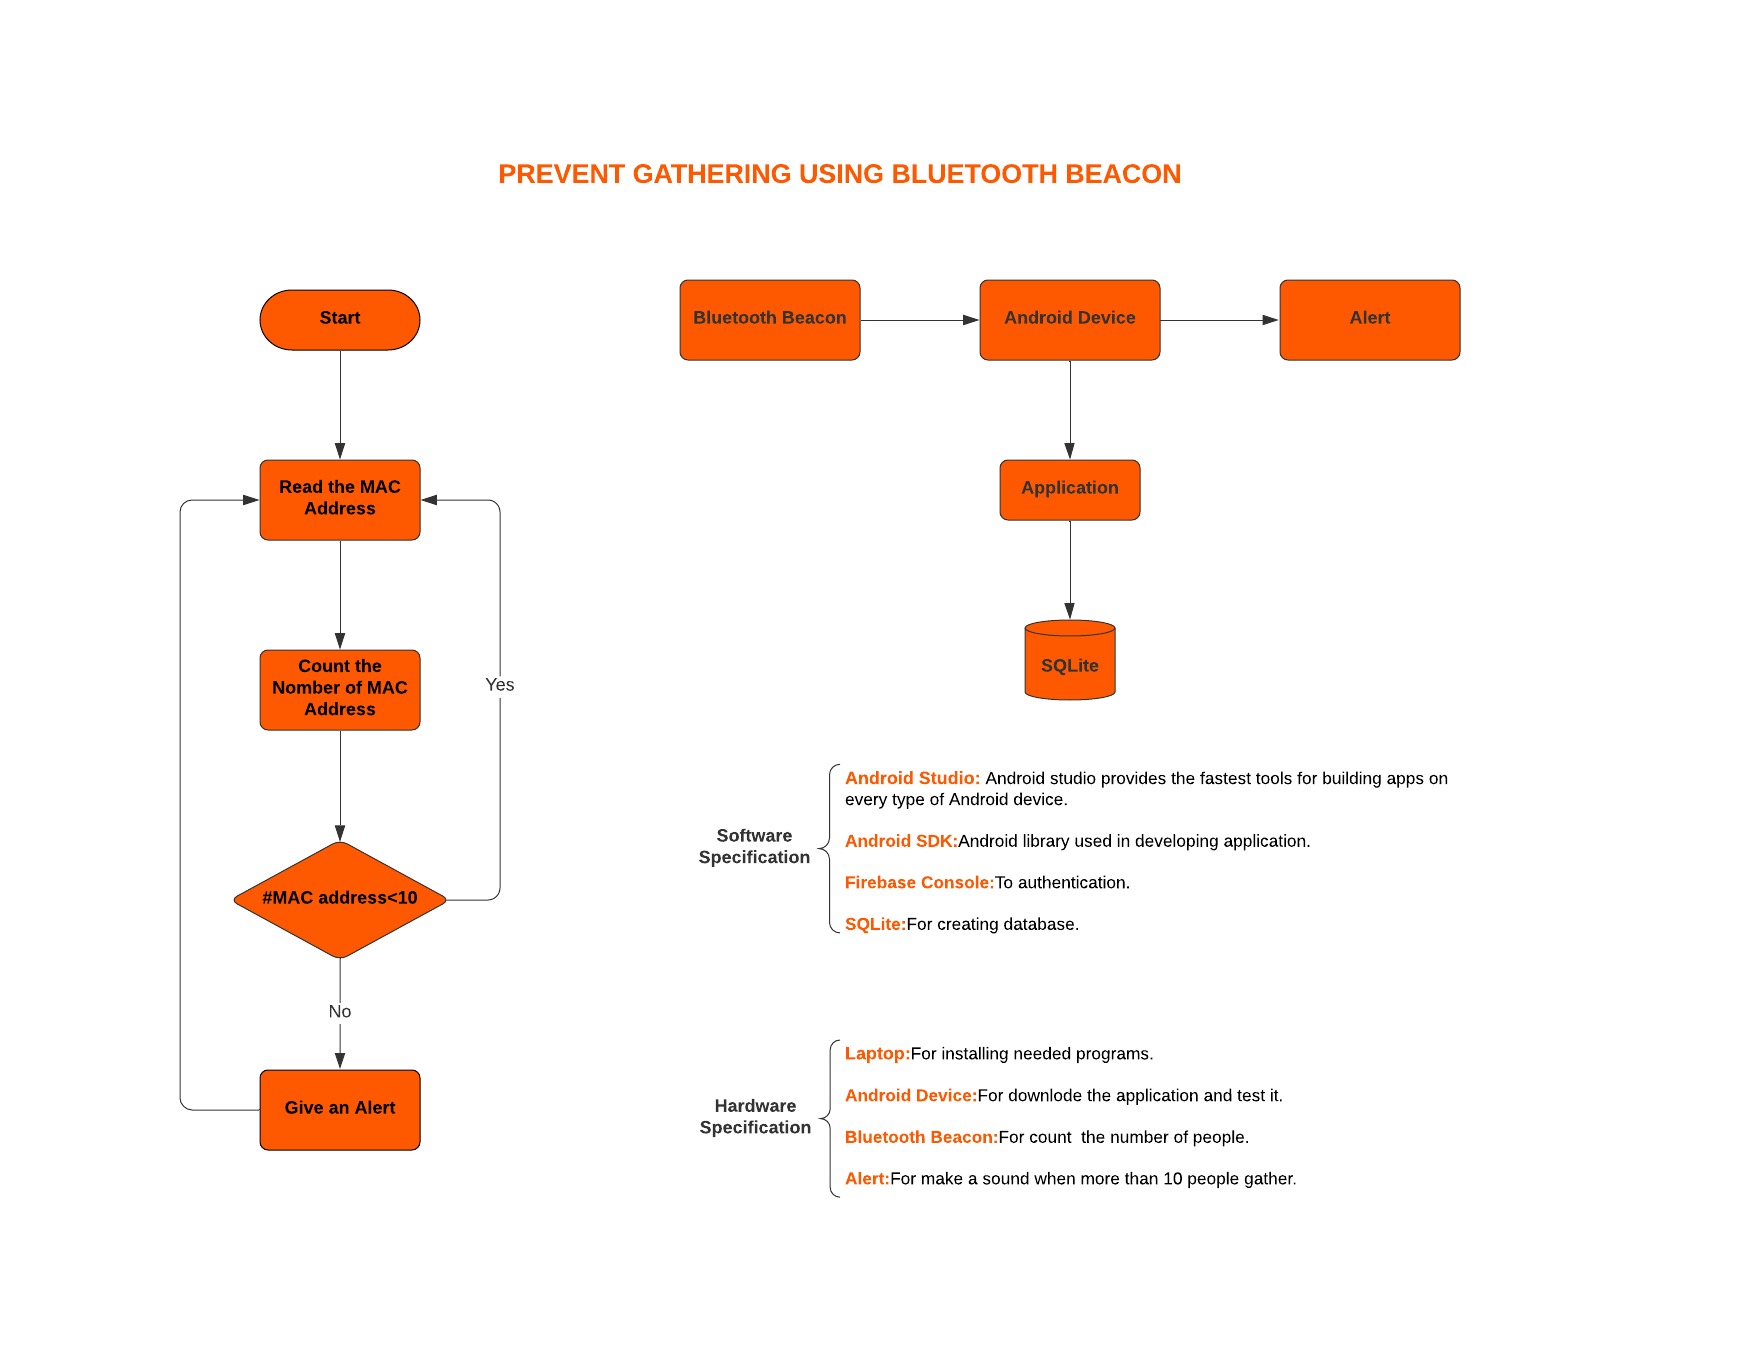 PREVENT GATHERING USING BLUETOOTH BEACON
Start
Read the MAC
Address
Count the
Nomber of MAC
Address
Yes
#MAC address<10
No
Give an Alert
Bluetooth Beacon
Android Device
Alert
Application
SQLite
Software
Specification
Android Studio: Android studio provides the fastest tools for building apps on
every type of Android device.
Android SDK:Android library used in developing application.
Firebase Console:To authentication.
SQLite:For creating database.
Hardware
Specification
Laptop:For installing needed programs.
Android Device:For downlode the application and test it.
Bluetooth Beacon:For count  the number of people.
Alert:For make a sound when more than 10 people gather.